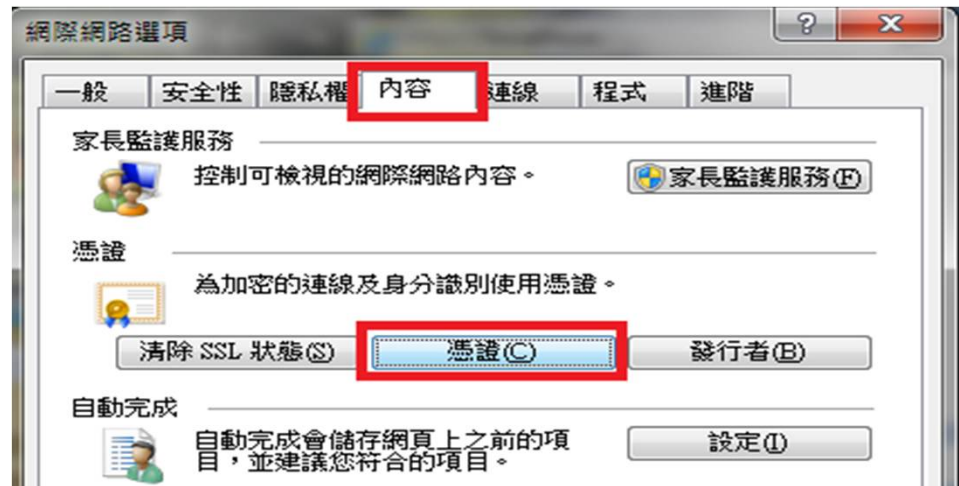 網際網路選項
一般 安全性 隱私權 內容 連線 程式 進階
家長監護服務
控制可檢視的網際網路內容。 家長監護服務(F)
憑證
為加密的連線及身分識別使用憑證。
清除 SSL 狀態(S) 憑證(C) 發行者(B)
自動完成
自動完成會儲存網頁上之前的項 設定(I)
目，並建議您符合的項目。